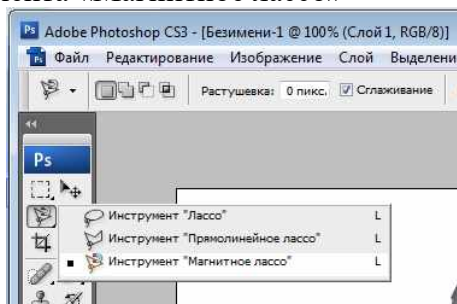 Adobe Photoshop CS3 - [Безимени-1 @ 100% (Слой 1, RGB/8)]
Файл Редактирование Изображение Слой Выделени
Растушевка: 0 пикс. Сглаживание
Ps
Инструмент "Лассо" L
Инструмент "Прямолинейное лассо" L
Инструмент "Магнитное лассо" L